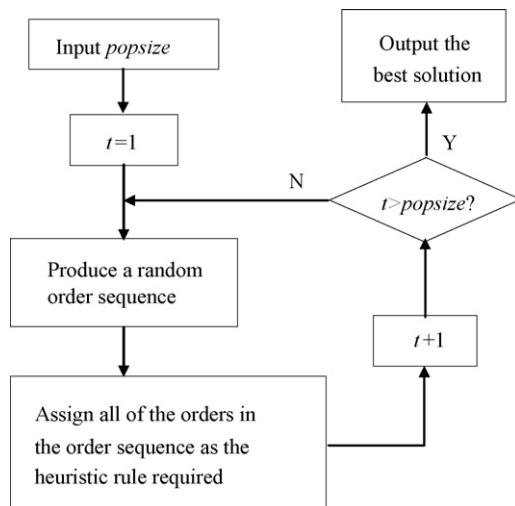 Input popsize
t=1
Produce a random
order sequence
Assign all of the orders in
the order sequence as the
heuristic rule required
t+1
t>popsize?
N
Y
Output the
best solution